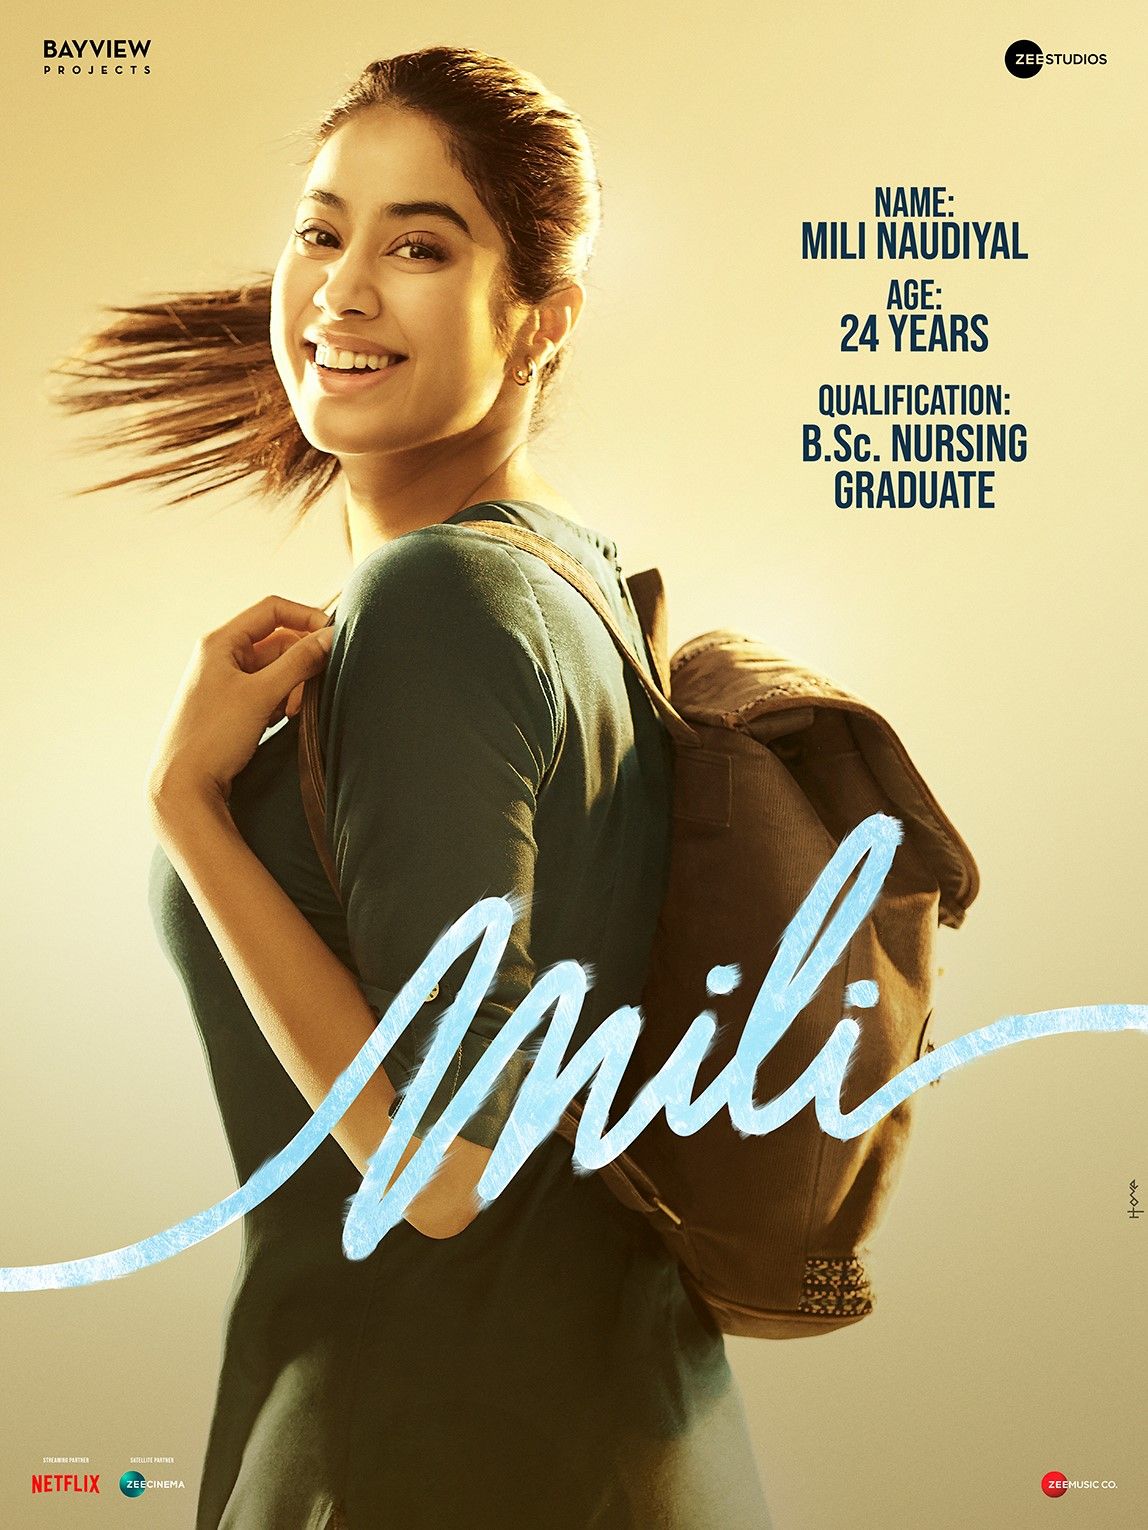 BAYVIEW
PROJECTS
ZEESTUDIOS
NAME:
MILI NAUDIYAL
AGE:
24 YEARS
QUALIFICATION:
B.Sc. NURSING
GRADUATE
mili
Hove
STREAMING PARTNER
NETFLIX
SATELLITE PARTNER
ZEECINEMA
ZEEMUSIC CO.